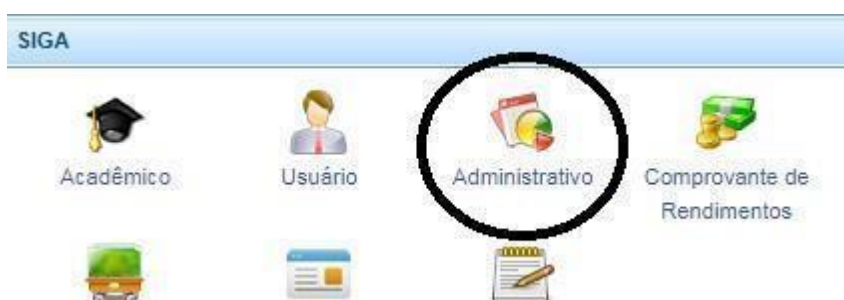 SIGA
Acadêmico
Usuário
Administrativo
Comprovante de
Rendimentos